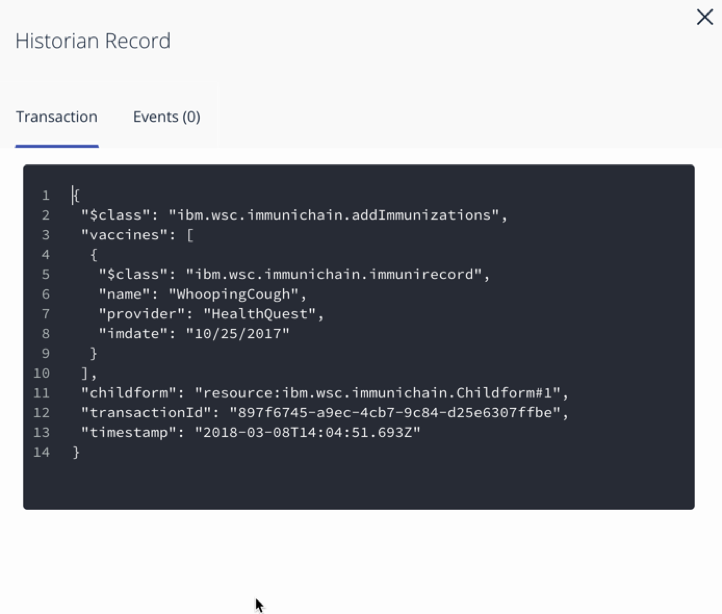 Historian Record
Transaction Events (0)
1 {
2 "$class": "ibm.wsc.immunichain.addImmunizations",
3 "vaccines": [
4 {
5 "$class": "ibm.wsc.immunichain.immunirecord",
6 "name": "WhoopingCough",
7 "provider": "HealthQuest",
8 "imdate": "10/25/2017"
9 }
10 ],
11 "childform": "resource:ibm.wsc.immunichain.Childform#1",
12 "transactionId": "897f6745-a9ec-4cb7-9c84-d25e6307ffbe",
13 "timestamp": "2018-03-08T14:04:51.693Z"
14 }